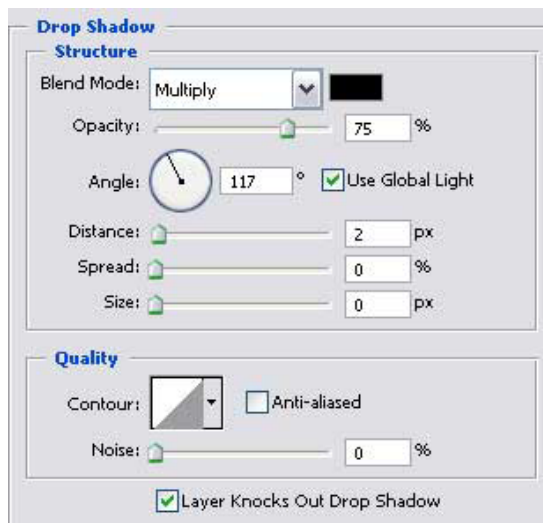 Drop Shadow
Structure
Blend Mode: Multiply
Opacity: 75 %
Angle: 117 ° Use Global Light
Distance: 2 px
Spread: 0 %
Size: 0 px
Quality
Contour: Anti-aliased
Noise: 0 %
Layer Knocks Out Drop Shadow